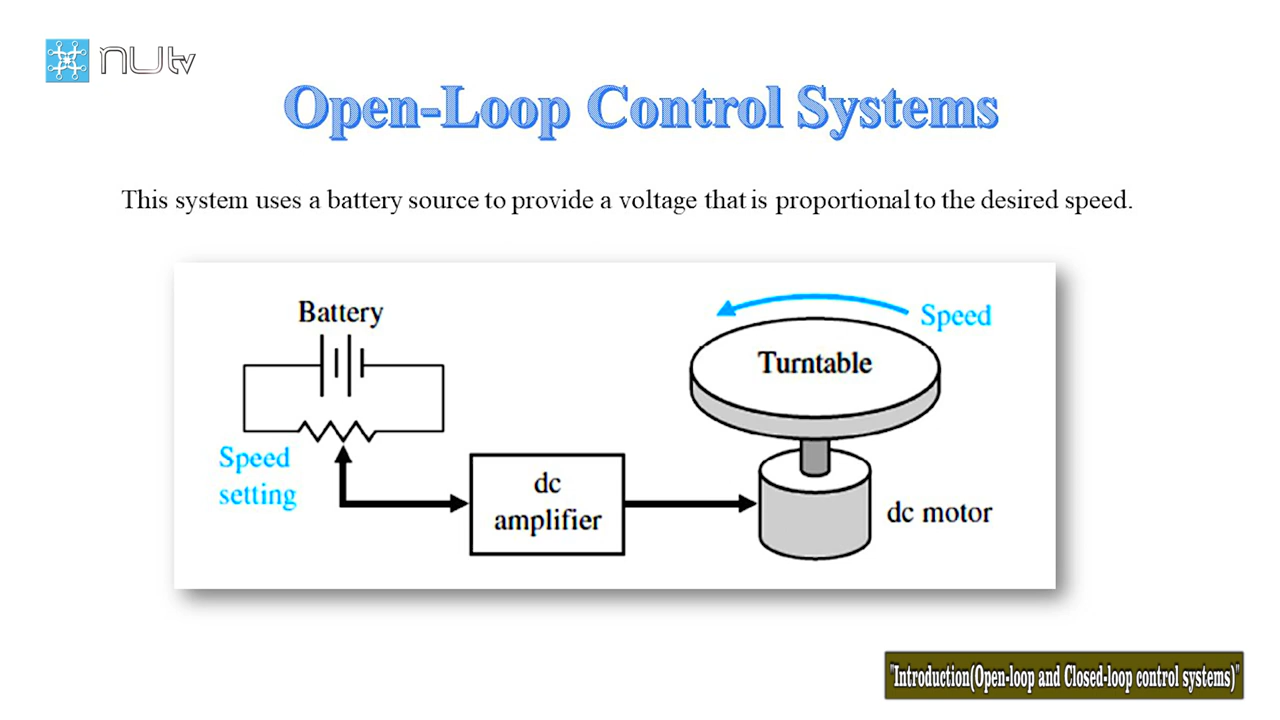 nutv
Open-Loop Control Systems
This system uses a battery source to provide a voltage that is proportional to the desired speed.
Battery
Speed
Turntable
Speed
setting
dc
amplifier
dc motor
"Introduction(Open-loop and Closed-loop control systems)"